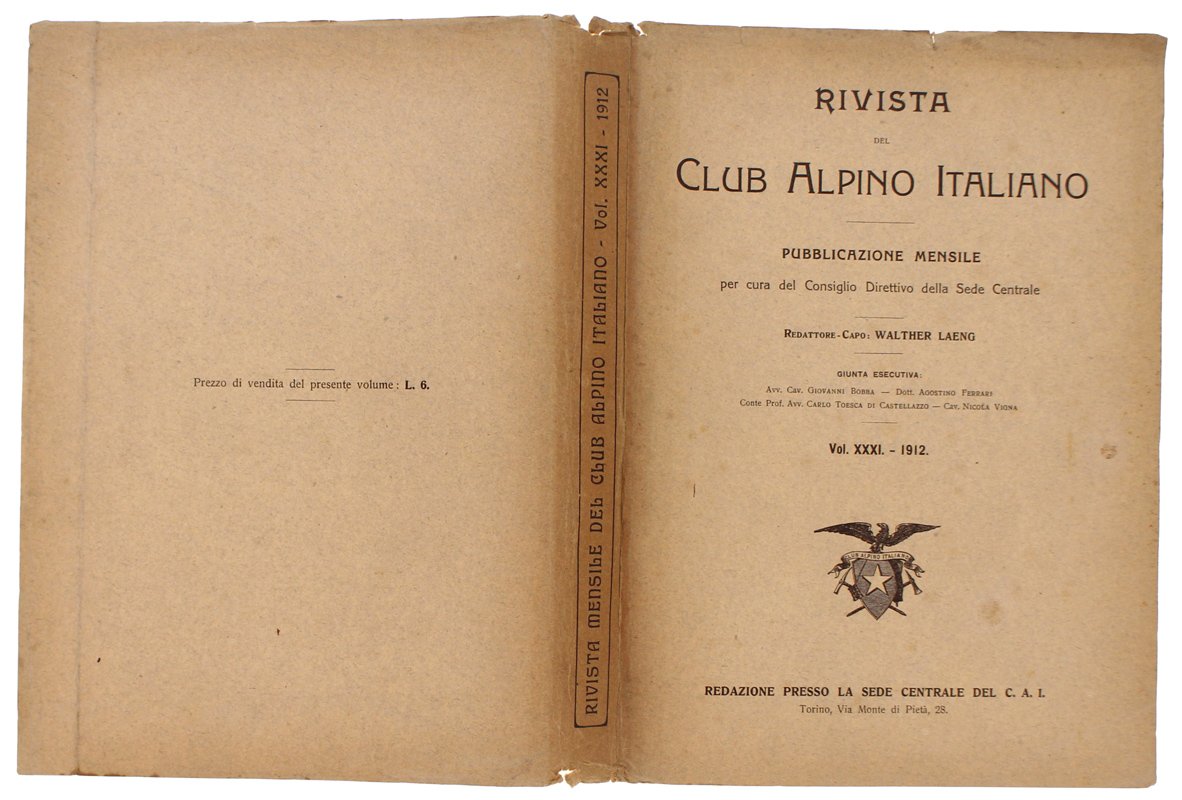 Prezzo di vendita del presente volume: L. 6.
RIVISTA MENSILE DEL CLUB ALPINO ITALIANO - Vol. XXXI - 1912
RIVISTA
DEL
CLUB ALPINO ITALIANO
PUBBLICAZIONE MENSILE
per cura del Consiglio Direttivo della Sede Centrale
REDATTORE-CAPO: WALTHER LAENG
GIUNTA ESECUTIVA:
AVV. CAV. GIOVANNI BOBBA — DOTT. AGOSTINO FERRARI
CONTE PROF. AVV. CARLO TOESCA DI CASTELLAZZO — CAV. NICOLA VIGNA
Vol. XXXI. - 1912.
CLUB ALPINO ITALIANO
REDAZIONE PRESSO LA SEDE CENTRALE DEL C. A. I.
Torino, Via Monte di Pietà, 28.